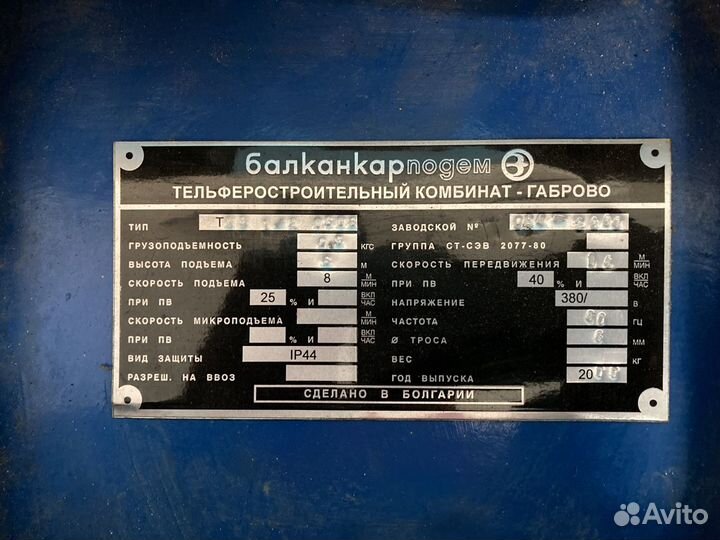 балканкарподем
ТЕЛЬФЕРОСТРОИТЕЛЬНЫЙ КОМБИНАТ - ГАБРОВО
ТИП Т
ГРУЗОПОДЪЕМНОСТЬ КГС
ВЫСОТА ПОДЪЕМА М
СКОРОСТЬ ПОДЪЕМА 8 М/МИН
ПРИ ПВ 25 % И ВКЛ/ЧАС
СКОРОСТЬ МИКРОПОДЪЕМА М/МИН
ПРИ ПВ % И ВКЛ/ЧАС
ВИД ЗАЩИТЫ IP44
РАЗРЕШ. НА ВВОЗ
ЗАВОДСКОЙ №
ГРУППА СТ-СЭВ 2077-80
СКОРОСТЬ ПЕРЕДВИЖЕНИЯ М/МИН
ПРИ ПВ 40 % И ВКЛ/ЧАС
НАПРЯЖЕНИЕ 380/ В
ЧАСТОТА ГЦ
Ø ТРОСА 6 ММ
ВЕС КГ
ГОД ВЫПУСКА 20
СДЕЛАНО В БОЛГАРИИ
Avito